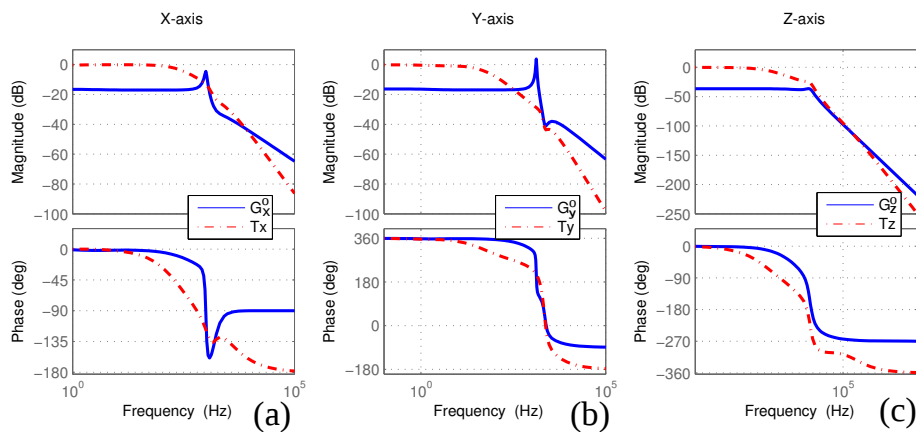 X-axis
Y-axis
Z-axis
Magnitude (dB)
0
−20
−40
−60
−80
−100
Magnitude (dB)
0
−20
−40
−60
−80
−100
Magnitude (dB)
0
−50
−100
−150
−200
−250
G_x^o
Tx
G_y^o
Ty
G_z^o
Tz
Phase (deg)
0
−45
−90
−135
−180
Phase (deg)
360
180
0
−180
Phase (deg)
0
−90
−180
−270
−360
10^0
10^5
10^0
10^5
10^5
Frequency (Hz)
(a)
Frequency (Hz)
(b)
Frequency (Hz)
(c)